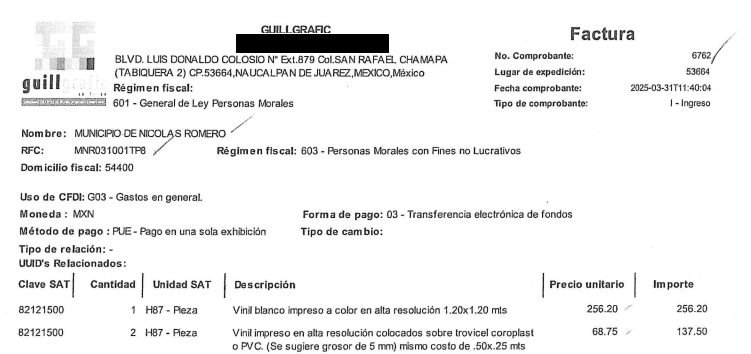 GUILLGRAFIC
Factura
BLVD. LUIS DONALDO COLOSIO N° Ext.879 Col.SAN RAFAEL CHAMAPA
(TABIQUERA 2) CP.53664,NAUCALPAN DE JUAREZ,MEXICO,México
Régimen fiscal:
601 - General de Ley Personas Morales
No. Comprobante: 6762
Lugar de expedición: 53664
Fecha comprobante: 2025-03-31T11:40:04
Tipo de comprobante: I - Ingreso
guillgrafic
Nombre: MUNICIPIO DE NICOLAS ROMERO
RFC: MNR031001TP8 Régimen fiscal: 603 - Personas Morales con Fines no Lucrativos
Domicilio fiscal: 54400
Uso de CFDI: G03 - Gastos en general.
Moneda : MXN Forma de pago: 03 - Transferencia electrónica de fondos
Método de pago : PUE - Pago en una sola exhibición Tipo de cambio:
Tipo de relación: -
UUID's Relacionados:
Clave SAT Cantidad Unidad SAT Descripción Precio unitario Importe
82121500 1 H87 - Pieza Vinil blanco impreso a color en alta resolución 1.20x1.20 mts 256.20 256.20
82121500 2 H87 - Pieza Vinil impreso en alta resolución colocados sobre trovicel coroplast 68.75 137.50
o PVC. (Se sugiere grosor de 5 mm) mismo costo de .50x.25 mts